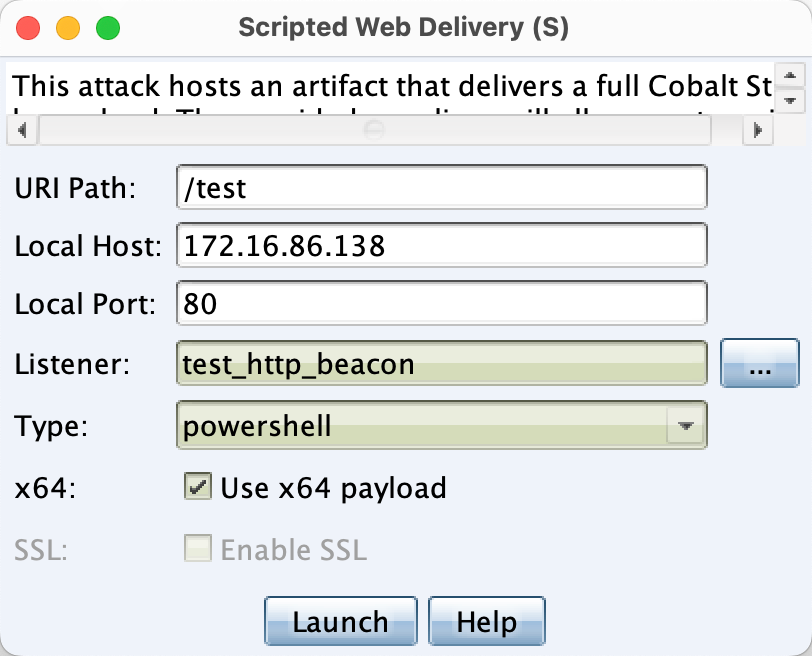 Scripted Web Delivery (S)
This attack hosts an artifact that delivers a full Cobalt St
URI Path: /test
Local Host: 172.16.86.138
Local Port: 80
Listener: test_http_beacon ...
Type: powershell
x64: Use x64 payload
SSL: Enable SSL
Launch Help